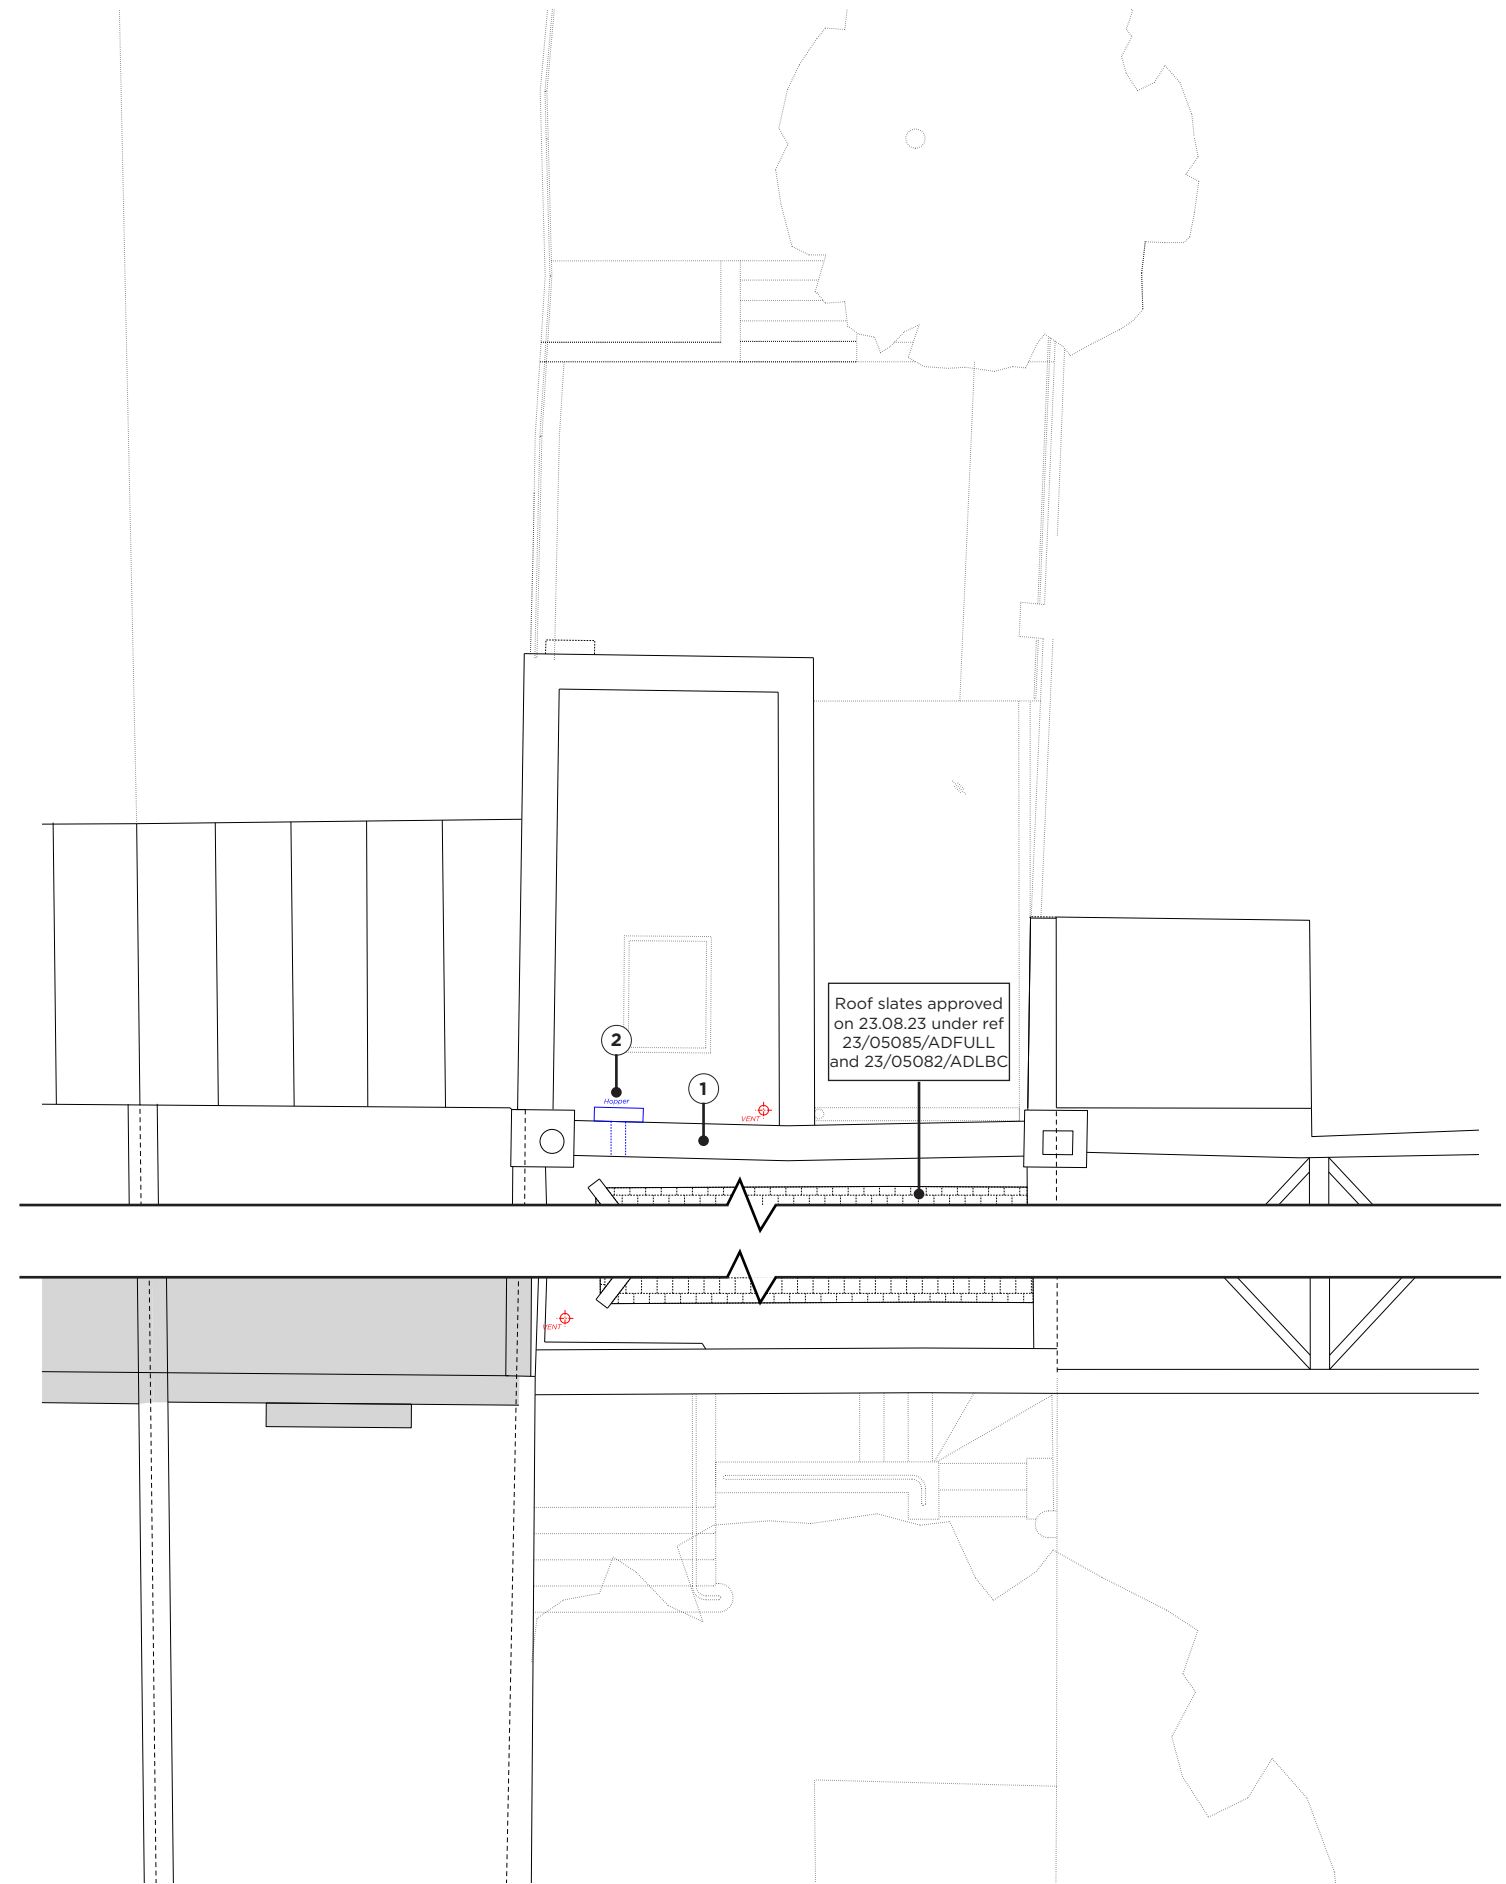 Roof slates approved
on 23.08.23 under ref
23/05085/ADFULL
and 23/05082/ADLBC
2
1
Hopper
VENT
VENT